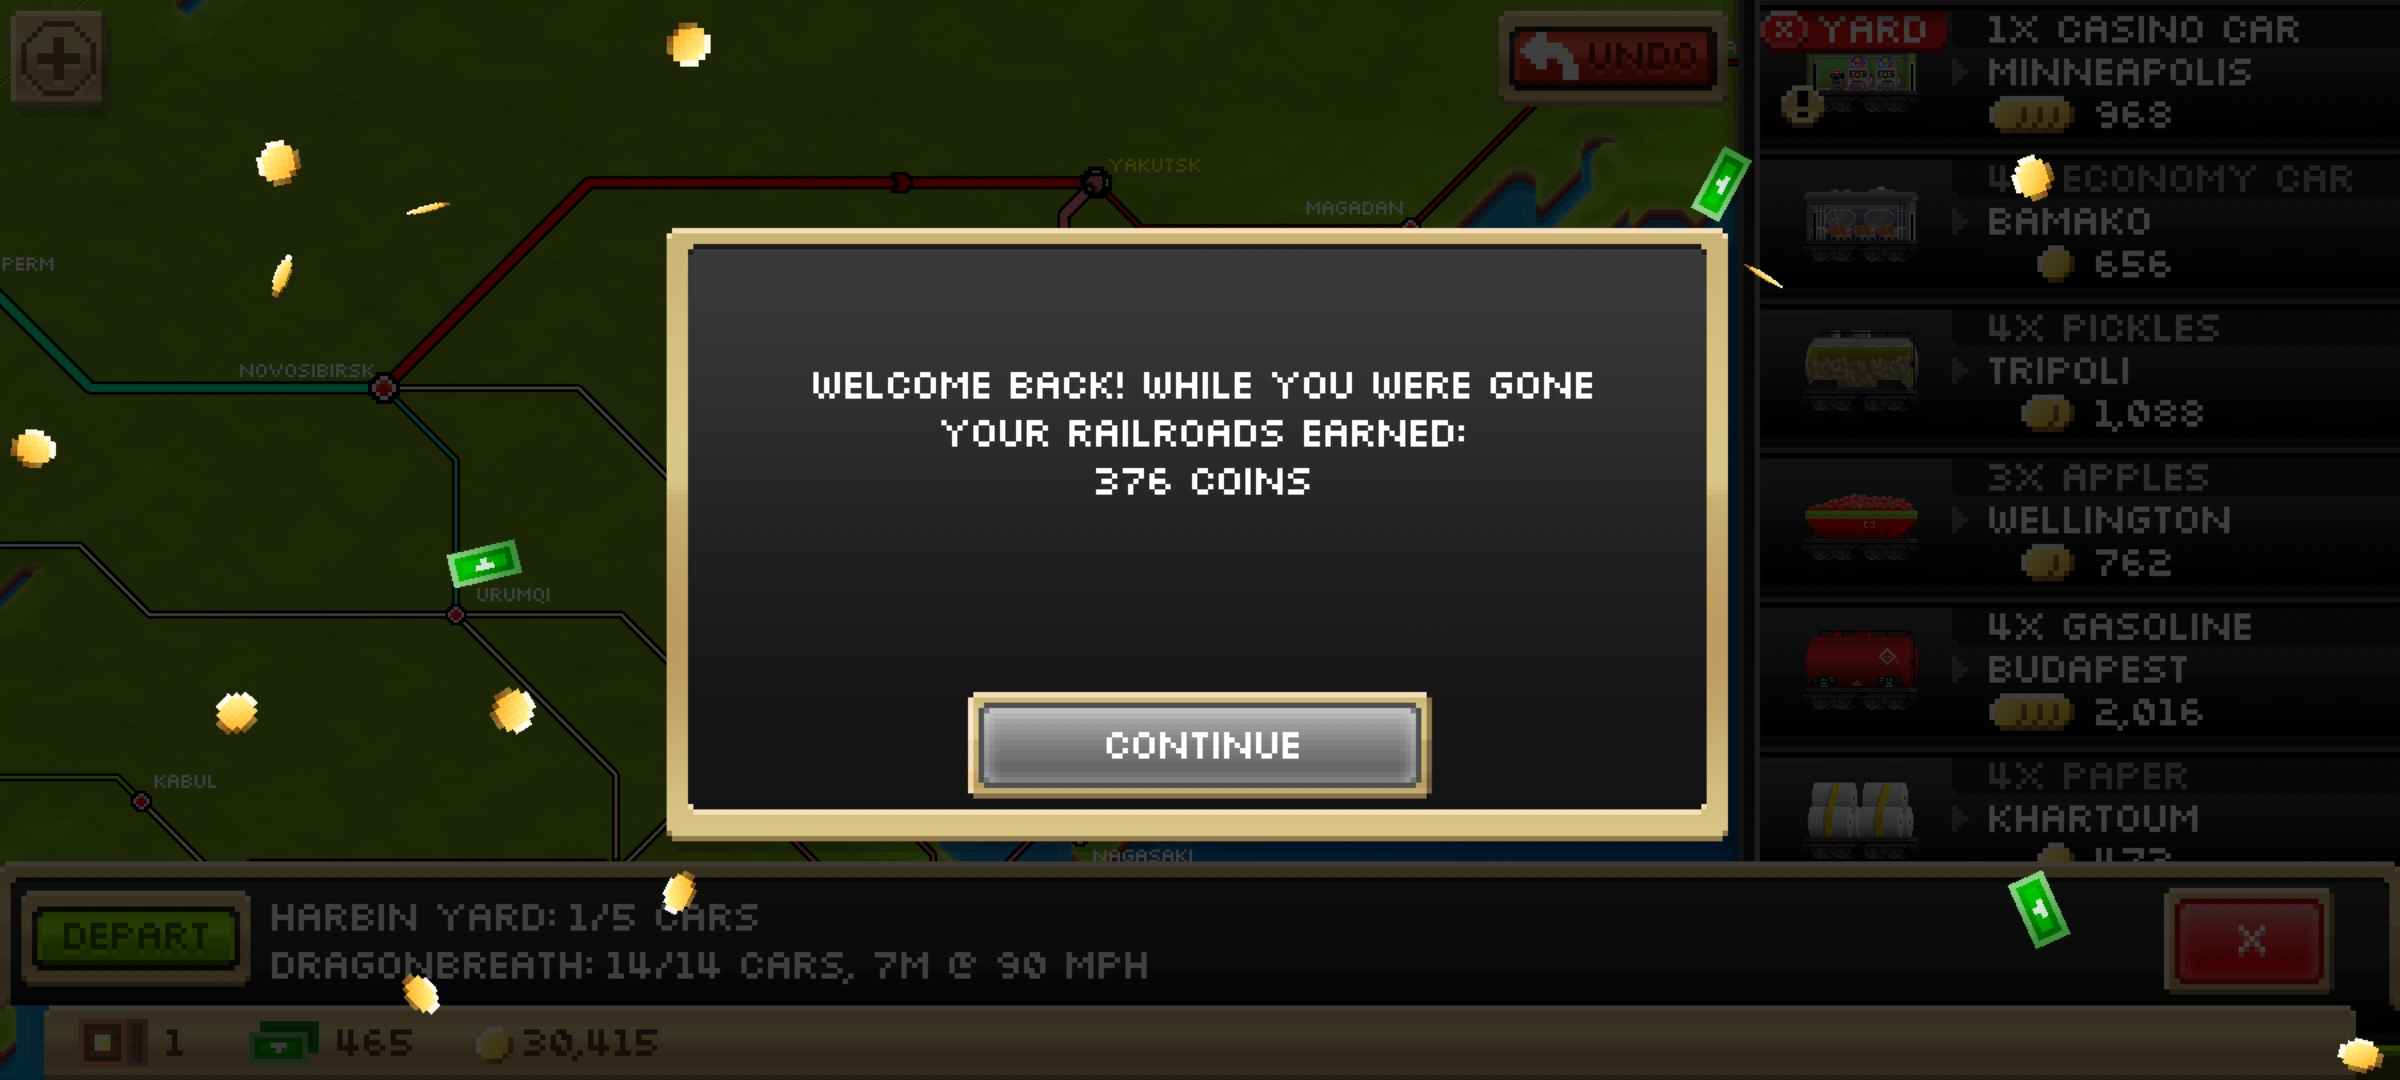 UNDO
YAKUTSK
MAGADAN
PERM
NOVOSIBIRSK
URUMQI
KABUL
NAGASAKI
WELCOME BACK! WHILE YOU WERE GONE
YOUR RAILROADS EARNED:
376 COINS
CONTINUE
YARD
1X CASINO CAR
MINNEAPOLIS
968
ECONOMY CAR
BAMAKO
656
4X PICKLES
TRIPOLI
1,088
3X APPLES
WELLINGTON
762
4X GASOLINE
BUDAPEST
2,016
4X PAPER
KHARTOUM
DEPART
HARBIN YARD: 1/5 CARS
DRAGONBREATH: 14/14 CARS, 7M @ 90 MPH
X
1
465
30,415